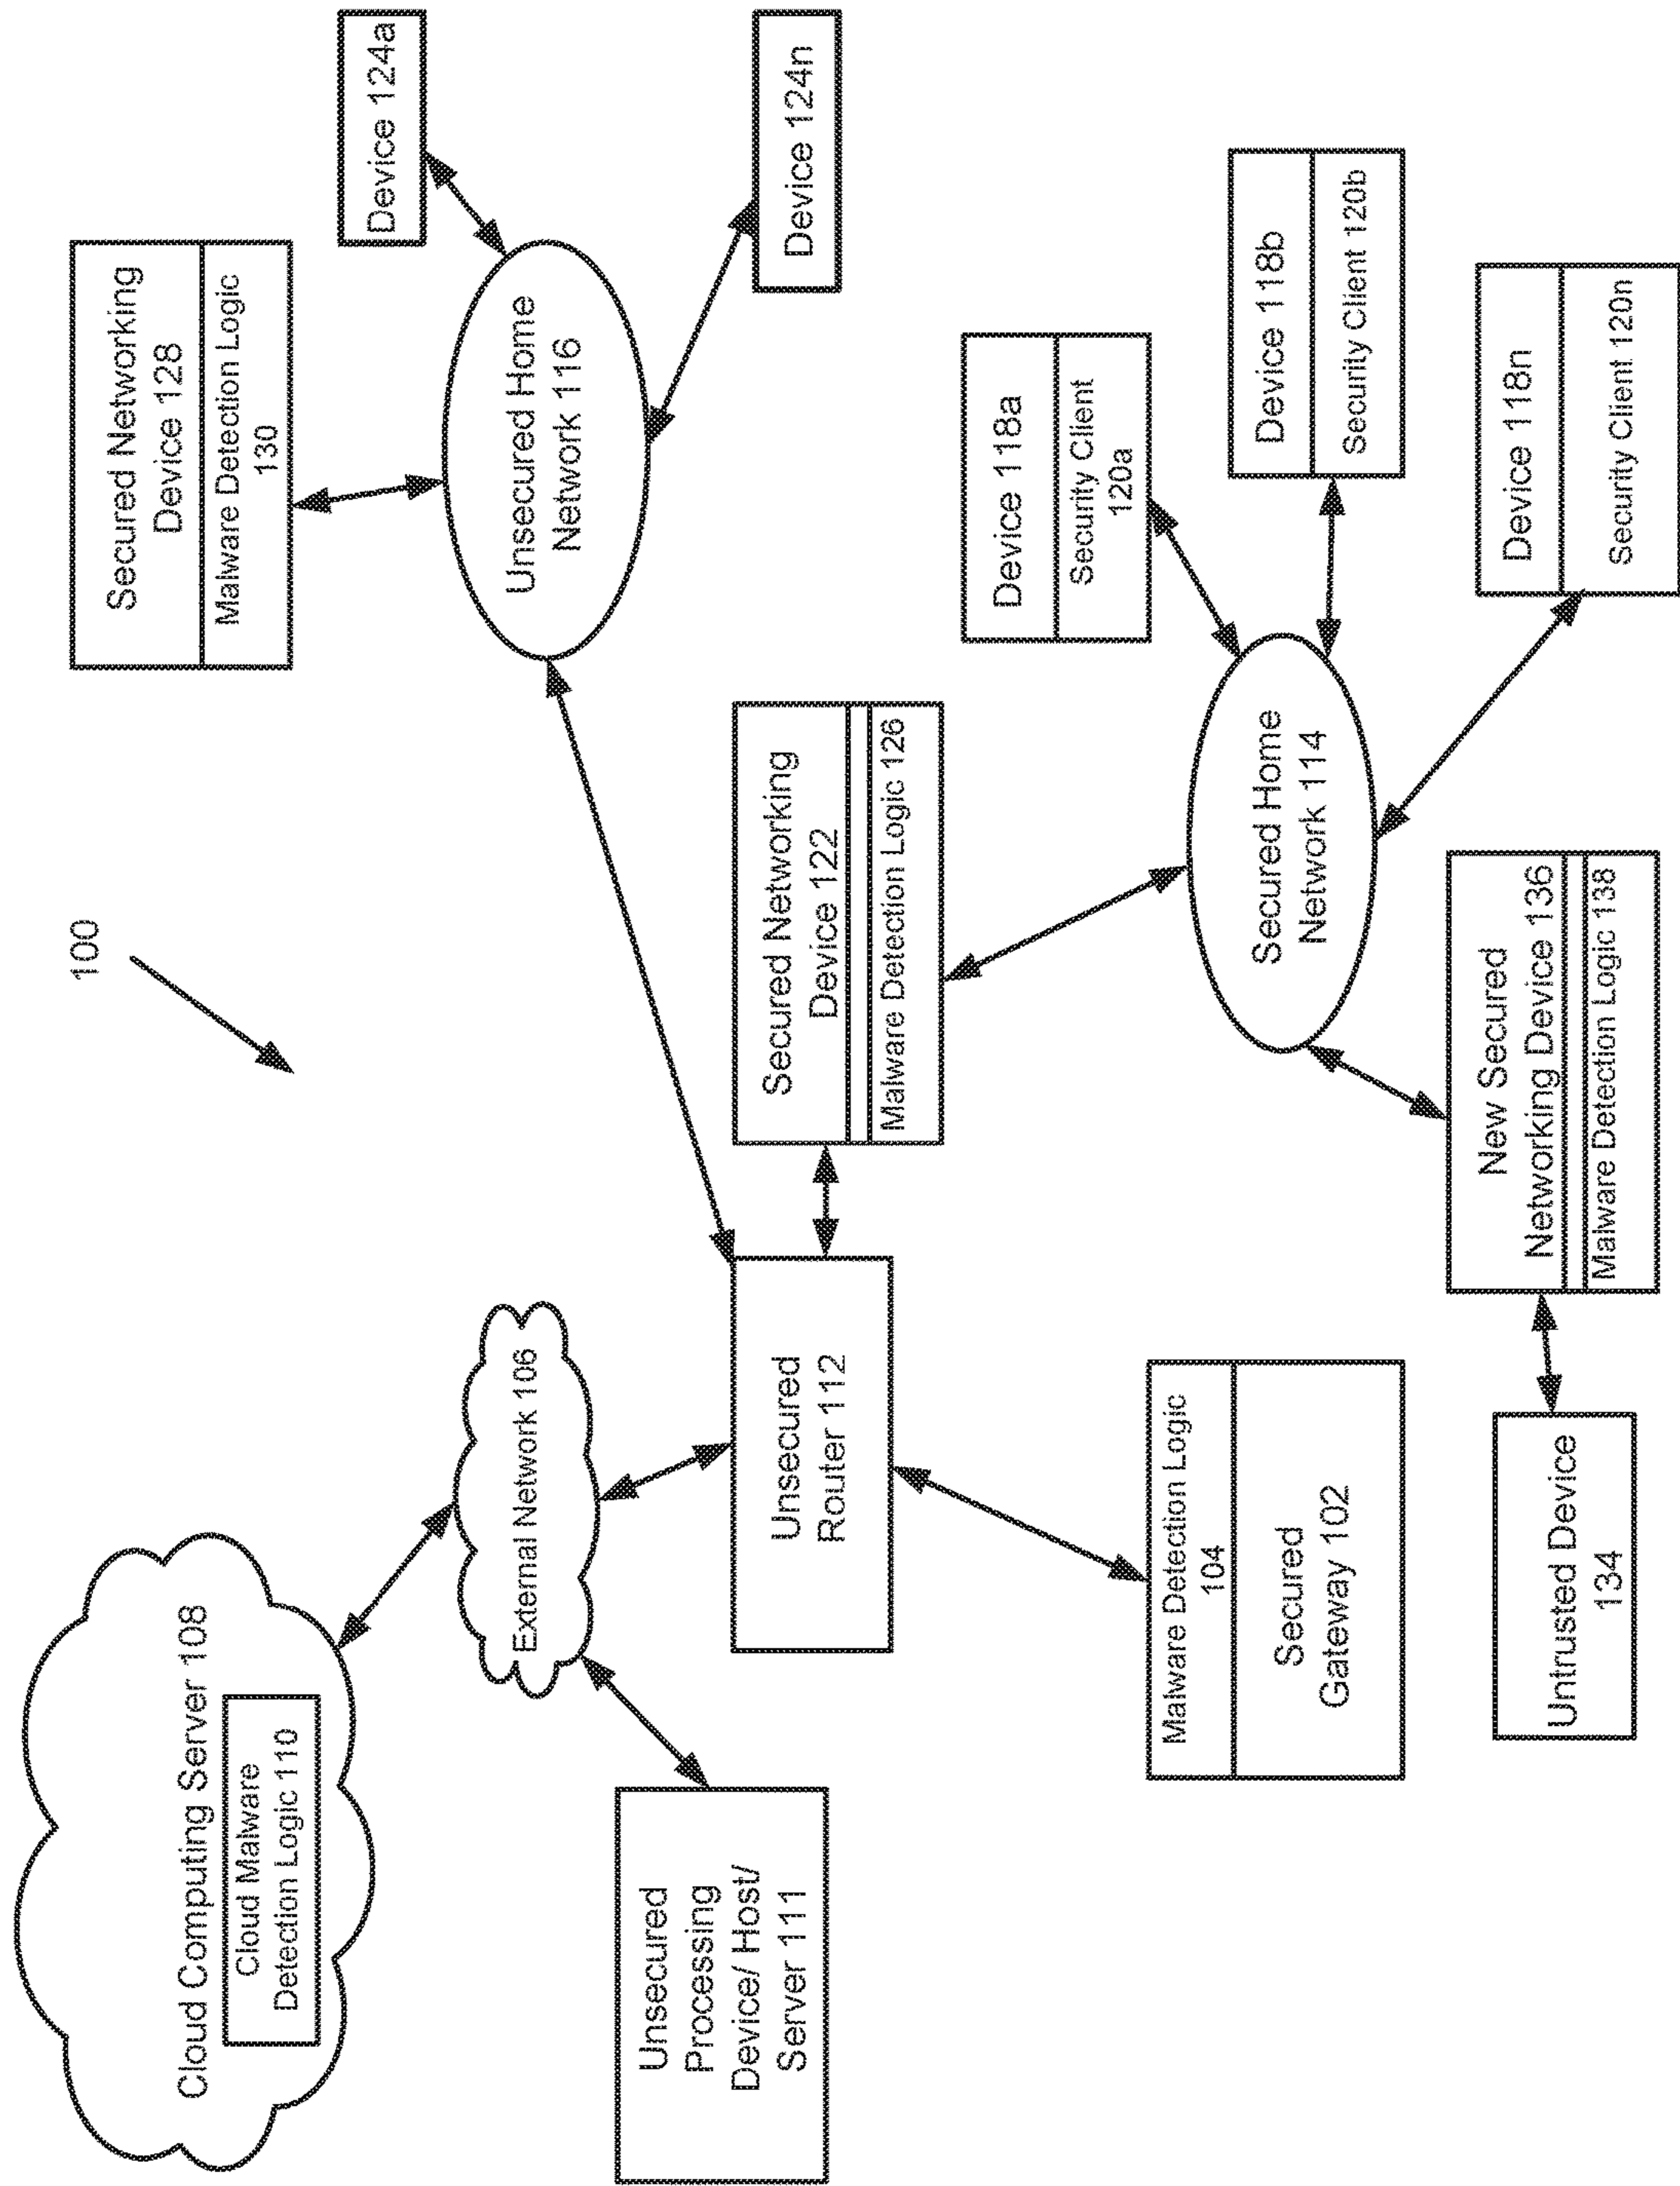 100
Cloud Computing Server 108
Cloud Malware
Detection Logic 110
External Network 106
Unsecured
Processing
Device/ Host/
Server 111
Unsecured
Router 112
Malware Detection Logic
104
Secured
Gateway 102
Secured Networking
Device 122
Malware Detection Logic 126
Secured Networking
Device 128
Malware Detection Logic
130
Unsecured Home
Network 116
Device 124a
Device 124n
Secured Home
Network 114
Device 118a
Security Client
120a
Device 118b
Security Client 120b
Device 118n
Security Client 120n
New Secured
Networking Device 136
Malware Detection Logic 138
Untrusted Device
134